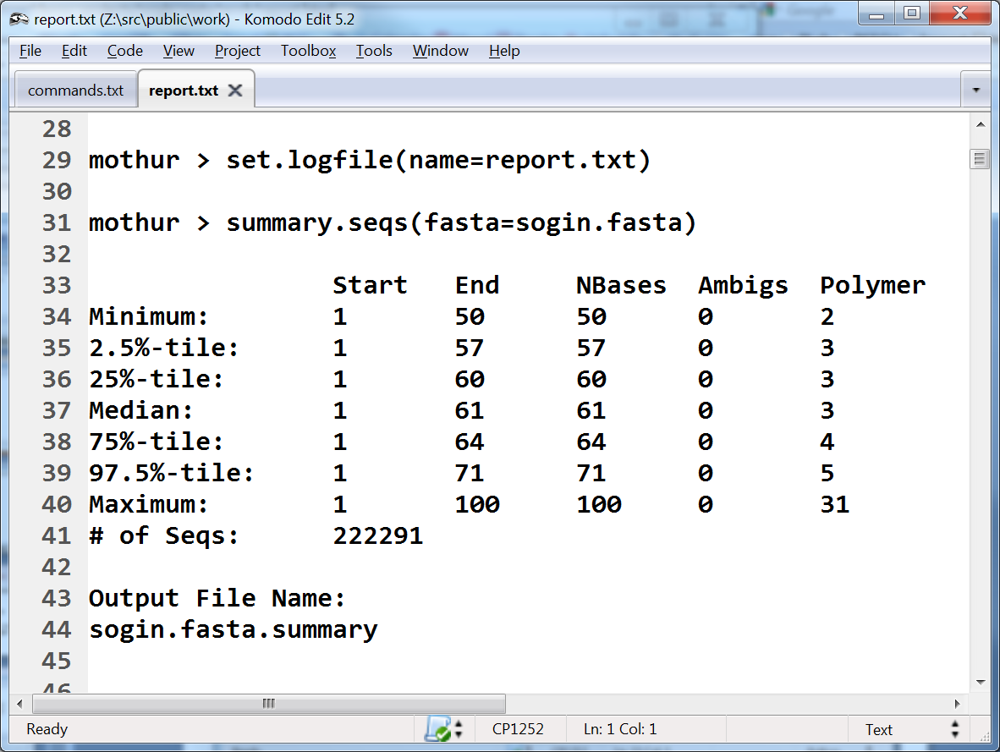 report.txt (Z:\src\public\work) - Komodo Edit 5.2
File Edit Code View Project Toolbox Tools Window Help
commands.txt report.txt
28
29 mothur > set.logfile(name=report.txt)
30
31 mothur > summary.seqs(fasta=sogin.fasta)
32
33 Start End NBases Ambigs Polymer
34 Minimum: 1 50 50 0 2
35 2.5%-tile: 1 57 57 0 3
36 25%-tile: 1 60 60 0 3
37 Median: 1 61 61 0 3
38 75%-tile: 1 64 64 0 4
39 97.5%-tile: 1 71 71 0 5
40 Maximum: 1 100 100 0 31
41 # of Seqs: 222291
42
43 Output File Name:
44 sogin.fasta.summary
45
46
Ready CP1252 Ln: 1 Col: 1 Text